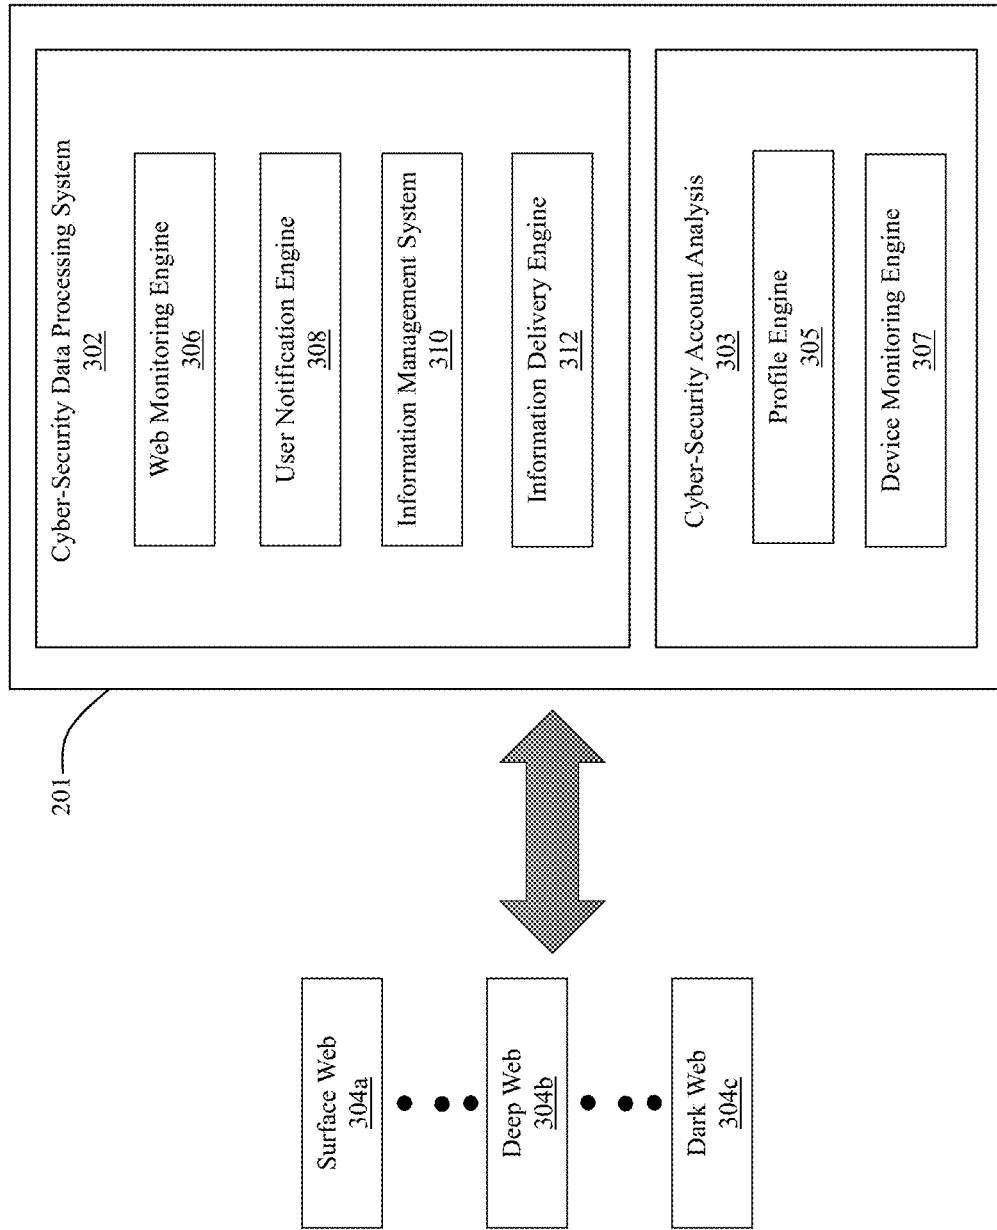 201
Cyber-Security Data Processing System
302
Web Monitoring Engine
306
User Notification Engine
308
Information Management System
310
Information Delivery Engine
312
Cyber-Security Account Analysis
303
Profile Engine
305
Device Monitoring Engine
307
Surface Web
304a
Deep Web
304b
Dark Web
304c